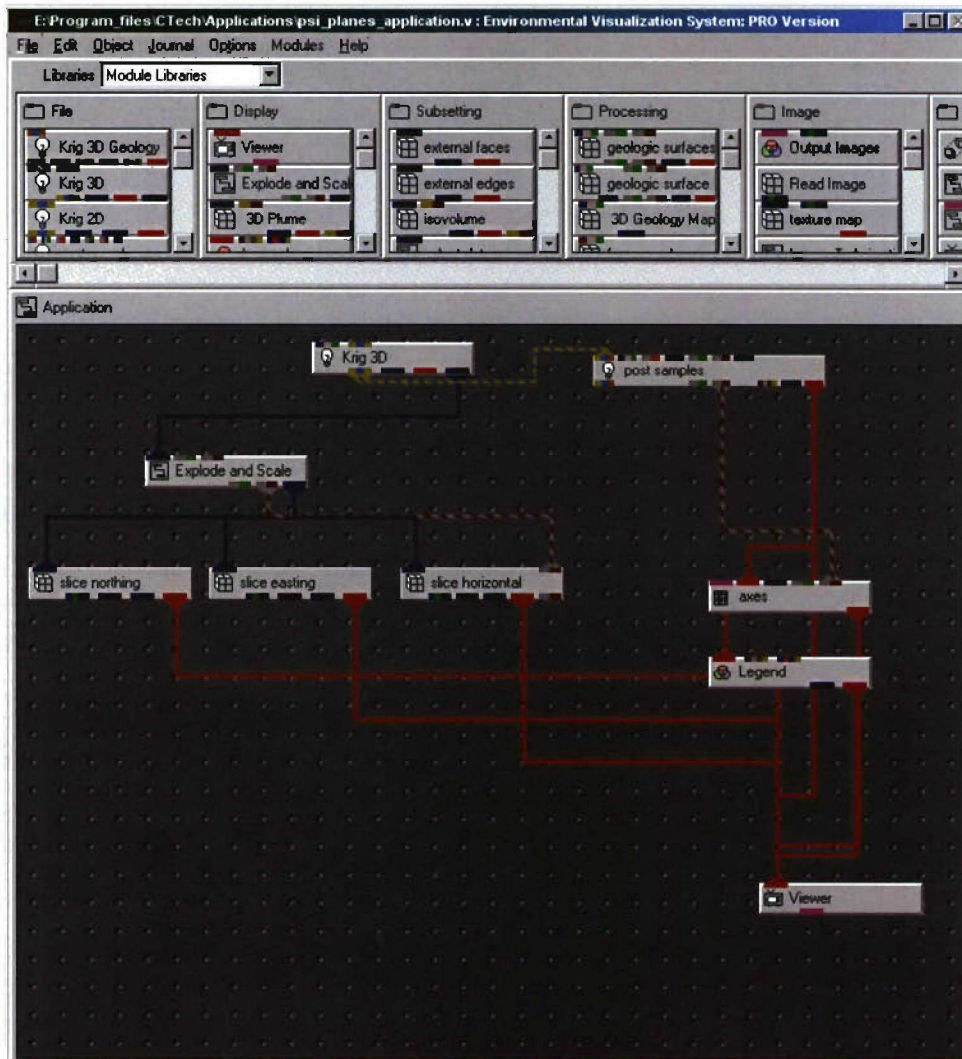 E:\Program_files\CTech\Applications\psi_planes_application.v : Environmental Visualization System: PRO Version
File Edit Object Journal Options Modules Help
Libraries Module Libraries
File Display Subsetting Processing Image
Krig 3D Geology Viewer external faces geologic surfaces Output Images
Krig 3D Explode and Scale external edges geologic surface Read Image
Krig 2D 3D Plume isovolume 3D Geology Map texture map
Application
Krig 3D
post samples
Explode and Scale
slice northing slice easting slice horizontal
axes
Legend
Viewer